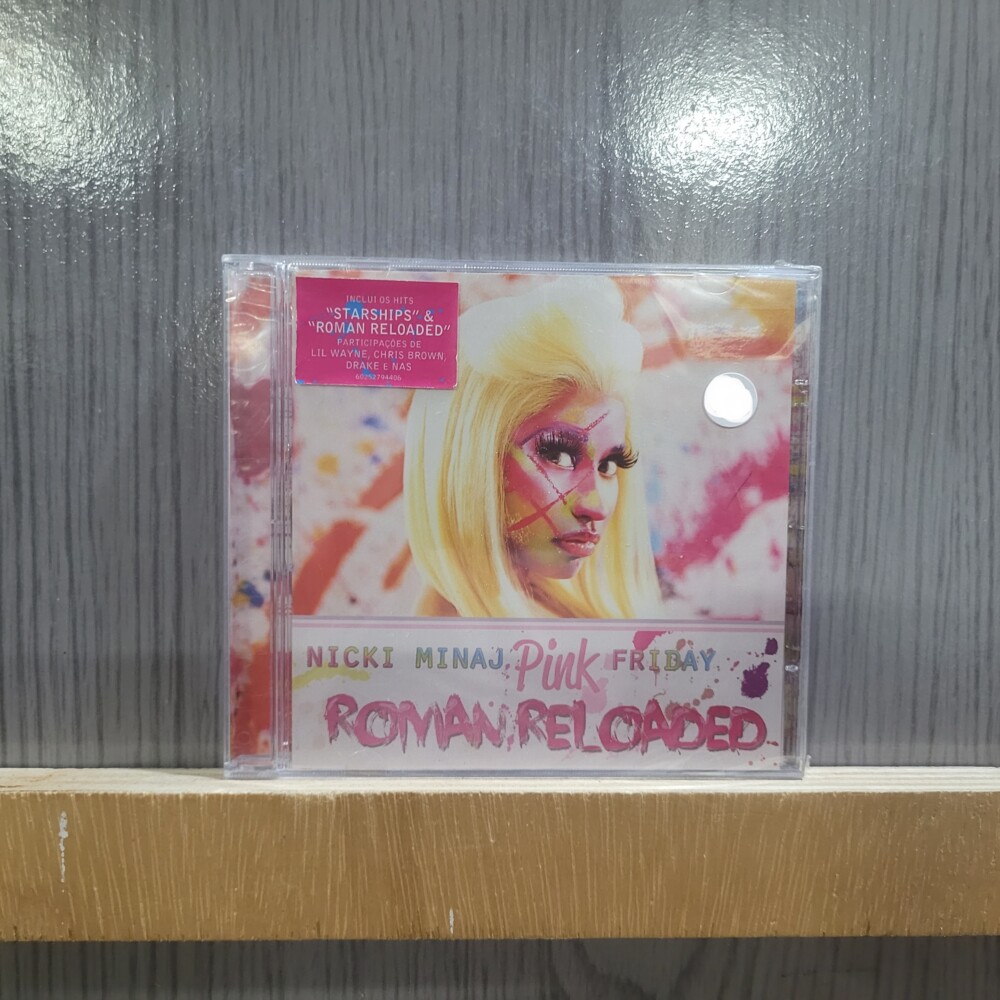 INCLUI OS HITS
"STARSHIPS" &
"ROMAN RELOADED"
PARTICIPAÇÕES DE
LIL WAYNE, CHRIS BROWN,
DRAKE E NAS
60252794406
NICKI MINAJ Pink FRIDAY
ROMAN RELOADED